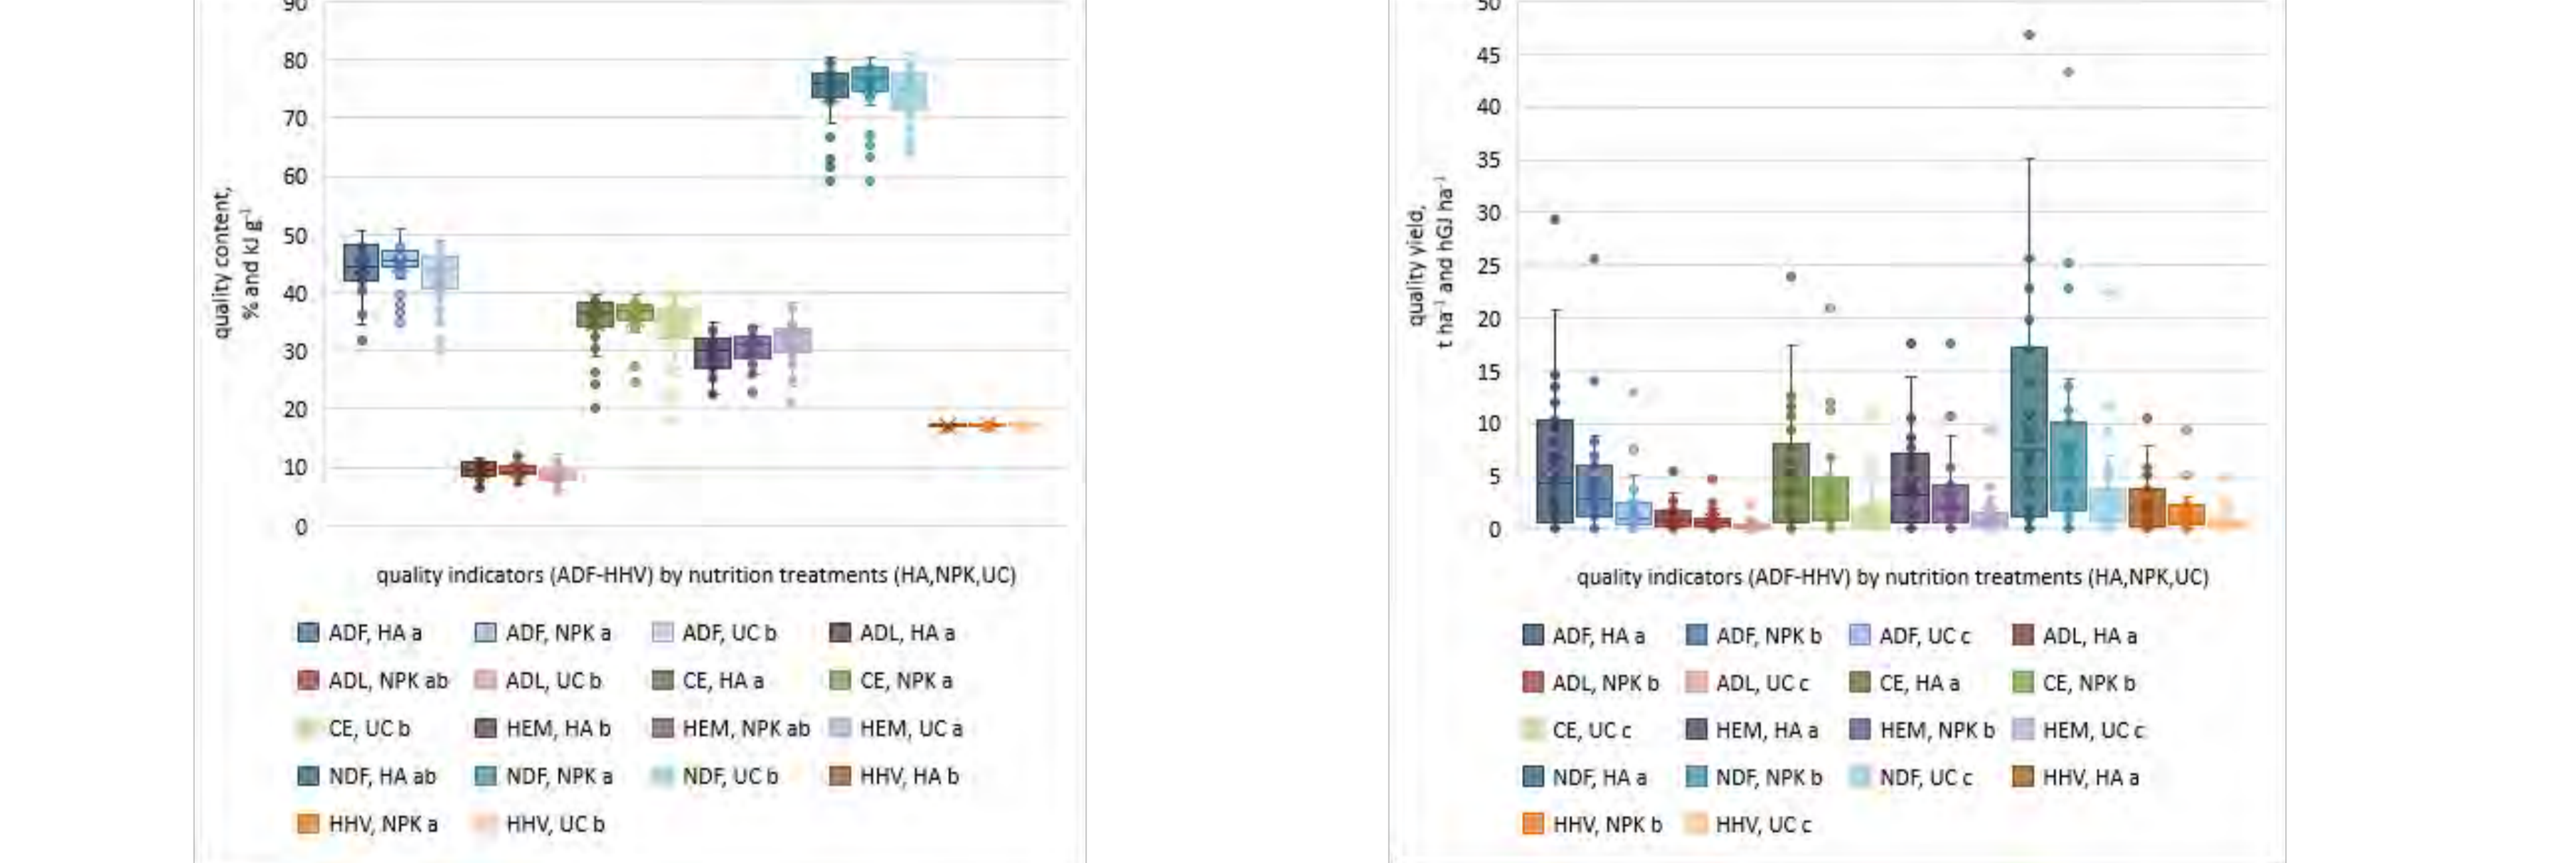 90
80
70
60
50
40
30
20
10
0
quality content,
% and kJ g⁻¹
quality indicators (ADF-HHV) by nutrition treatments (HA,NPK,UC)
ADF, HA a ADF, NPK a ADF, UC b ADL, HA a
ADL, NPK ab ADL, UC b CE, HA a CE, NPK a
CE, UC b HEM, HA b HEM, NPK ab HEM, UC a
NDF, HA ab NDF, NPK a NDF, UC b HHV, HA b
HHV, NPK a HHV, UC b
50
45
40
35
30
25
20
15
10
5
0
quality yield,
t ha⁻¹ and hGJ ha⁻¹
quality indicators (ADF-HHV) by nutrition treatments (HA,NPK,UC)
ADF, HA a ADF, NPK b ADF, UC c ADL, HA a
ADL, NPK b ADL, UC c CE, HA a CE, NPK b
CE, UC c HEM, HA a HEM, NPK b HEM, UC c
NDF, HA a NDF, NPK b NDF, UC c HHV, HA a
HHV, NPK b HHV, UC c